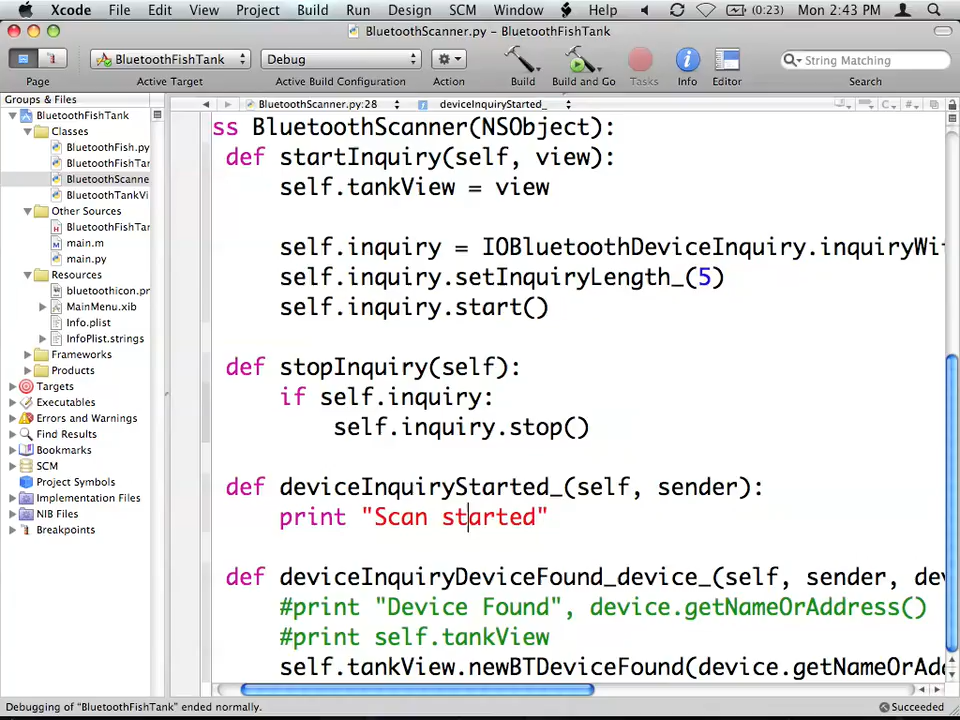 Xcode File Edit View Project Build Run Design SCM Window Help (0:23) Mon 2:43 PM
BluetoothScanner.py - BluetoothFishTank
BluetoothFishTank Debug String Matching
Page Active Target Active Build Configuration Action Build Build and Go Tasks Info Editor Search
Groups & Files
BluetoothScanner.py:28 deviceInquiryStarted_
BluetoothFishTank
Classes
BluetoothFish.py
BluetoothFishTar
BluetoothScanne
BluetoothTankVi
Other Sources
BluetoothFishTar
main.m
main.py
Resources
bluetoothicon.pr
MainMenu.xib
Info.plist
InfoPlist.strings
Frameworks
Products
Targets
Executables
Errors and Warnings
Find Results
Bookmarks
SCM
Project Symbols
Implementation Files
NIB Files
Breakpoints
ss BluetoothScanner(NSObject):
def startInquiry(self, view):
self.tankView = view
self.inquiry = IOBluetoothDeviceInquiry.inquiryWit
self.inquiry.setInquiryLength_(5)
self.inquiry.start()
def stopInquiry(self):
if self.inquiry:
self.inquiry.stop()
def deviceInquiryStarted_(self, sender):
print "Scan started"
def deviceInquiryDeviceFound_device_(self, sender, dev
#print "Device Found", device.getNameOrAddress()
#print self.tankView
self.tankView.newBTDeviceFound(device.getNameOrAdd
Debugging of "BluetoothFishTank" ended normally. Succeeded